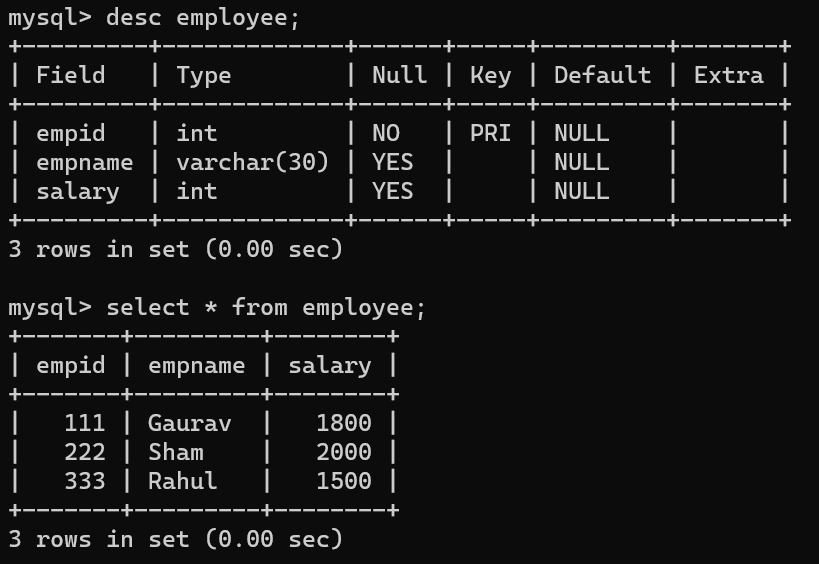 mysql> desc employee;
+---------+-------------+------+-----+---------+-------+
| Field   | Type        | Null | Key | Default | Extra |
+---------+-------------+------+-----+---------+-------+
| empid   | int         | NO   | PRI | NULL    |       |
| empname | varchar(30) | YES  |     | NULL    |       |
| salary  | int         | YES  |     | NULL    |       |
+---------+-------------+------+-----+---------+-------+
3 rows in set (0.00 sec)

mysql> select * from employee;
+-------+---------+--------+
| empid | empname | salary |
+-------+---------+--------+
|   111 | Gaurav  |   1800 |
|   222 | Sham    |   2000 |
|   333 | Rahul   |   1500 |
+-------+---------+--------+
3 rows in set (0.00 sec)